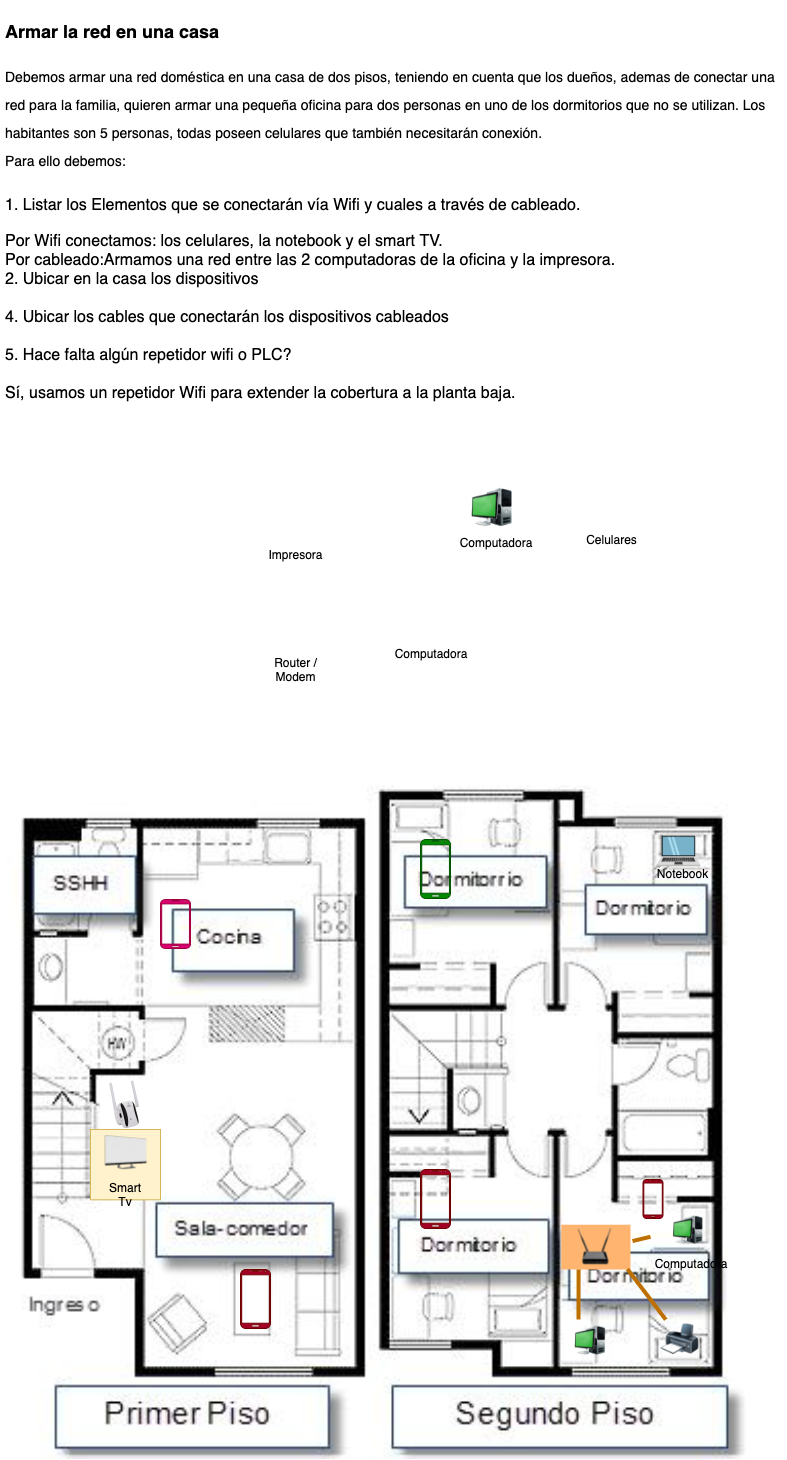 Armar la red en una casa
Debemos armar una red doméstica en una casa de dos pisos, teniendo en cuenta que los dueños, ademas de conectar una
red para la familia, quieren armar una pequeña oficina para dos personas en uno de los dormitorios que no se utilizan. Los
habitantes son 5 personas, todas poseen celulares que también necesitarán conexión.
Para ello debemos:
1. Listar los Elementos que se conectarán vía Wifi y cuales a través de cableado.
Por Wifi conectamos: los celulares, la notebook y el smart TV.
Por cableado:Armamos una red entre las 2 computadoras de la oficina y la impresora.
2. Ubicar en la casa los dispositivos
4. Ubicar los cables que conectarán los dispositivos cableados
5. Hace falta algún repetidor wifi o PLC?
Sí, usamos un repetidor Wifi para extender la cobertura a la planta baja.
Computadora
Celulares
Impresora
Computadora
Router /
Modem
SSHH
Cocina
HW
Smart
Tv
Sala-comedor
Ingreso
Primer Piso
Dormitorrio
Notebook
Dormitorio
Dormitorio
Computadora
Dormitorio
Segundo Piso